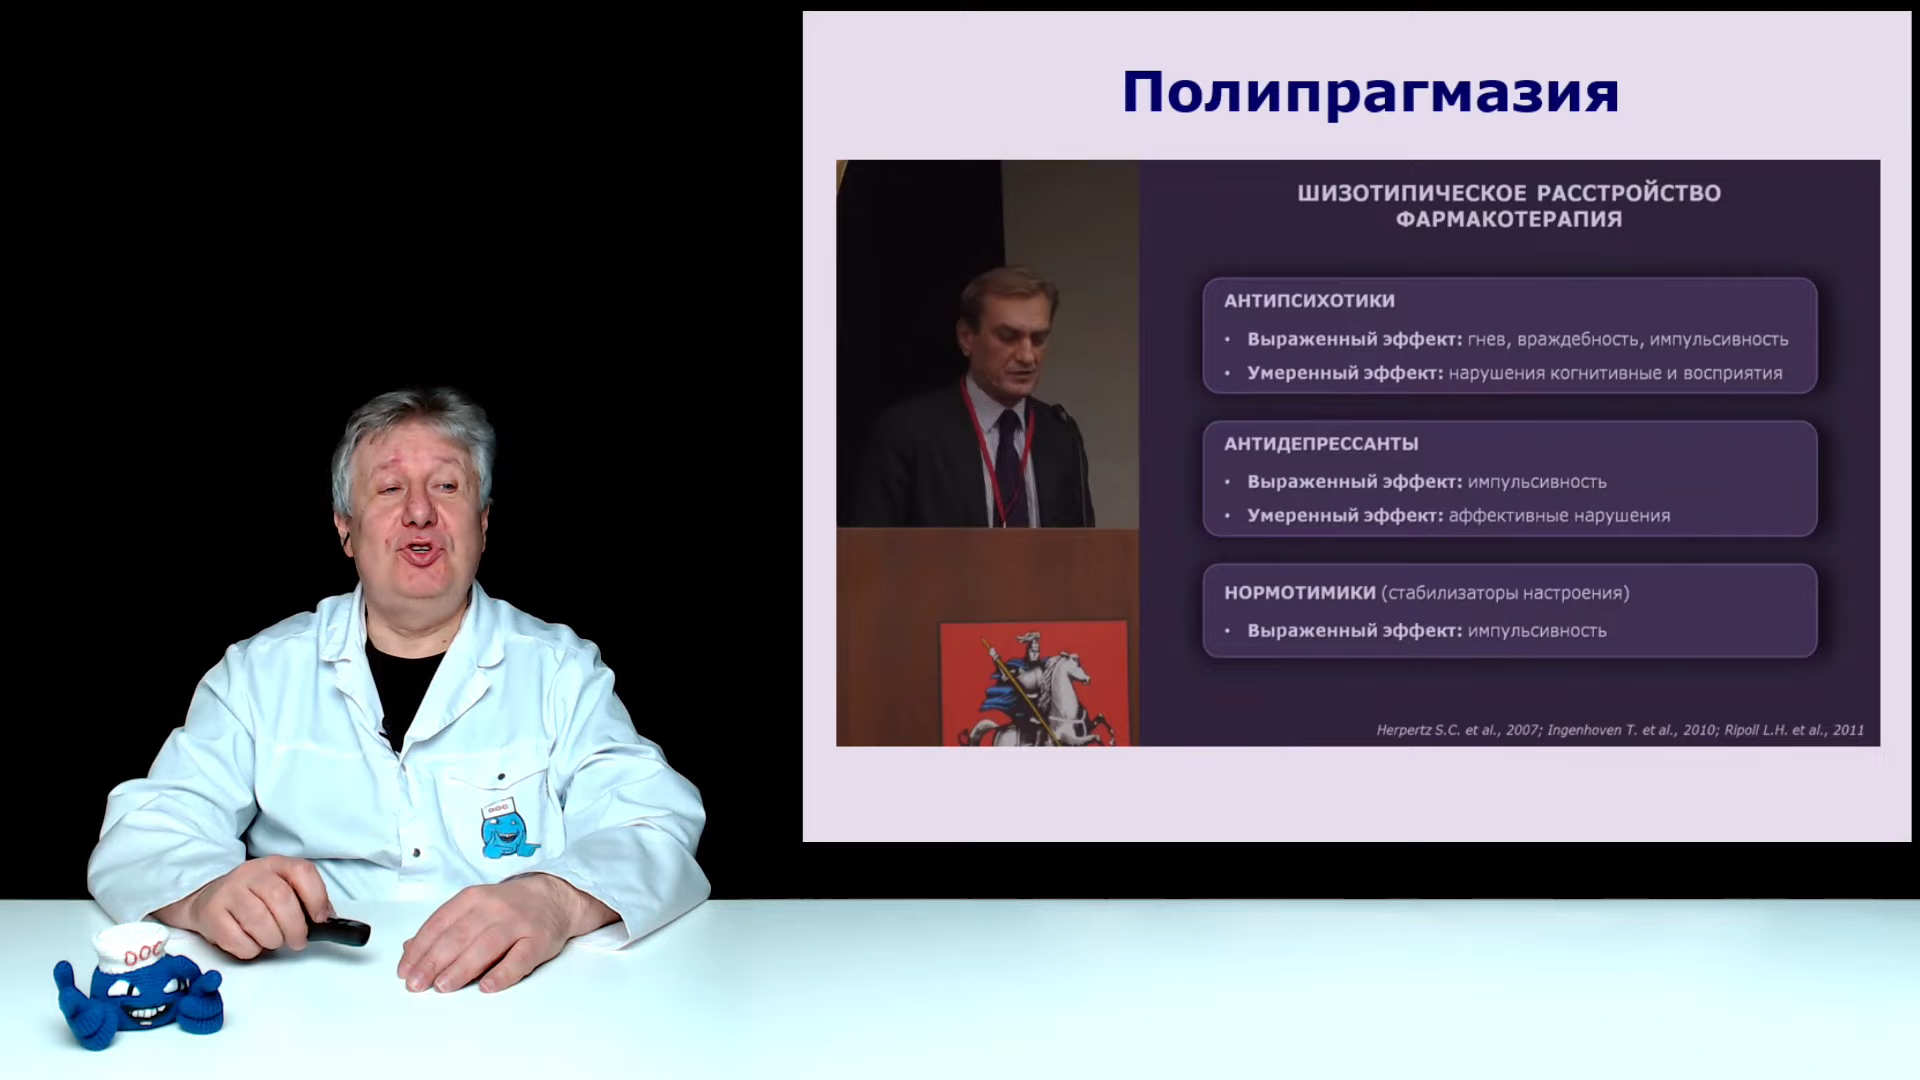 Полипрагмазия
ШИЗОТИПИЧЕСКОЕ РАССТРОЙСТВО
ФАРМАКОТЕРАПИЯ
АНТИПСИХОТИКИ
• Выраженный эффект: гнев, враждебность, импульсивность
• Умеренный эффект: нарушения когнитивные и восприятия
АНТИДЕПРЕССАНТЫ
• Выраженный эффект: импульсивность
• Умеренный эффект: аффективные нарушения
НОРМОТИМИКИ (стабилизаторы настроения)
• Выраженный эффект: импульсивность
Herpertz S.C. et al., 2007; Ingenhoven T. et al., 2010; Ripoll L.H. et al., 2011
DOC
DOC